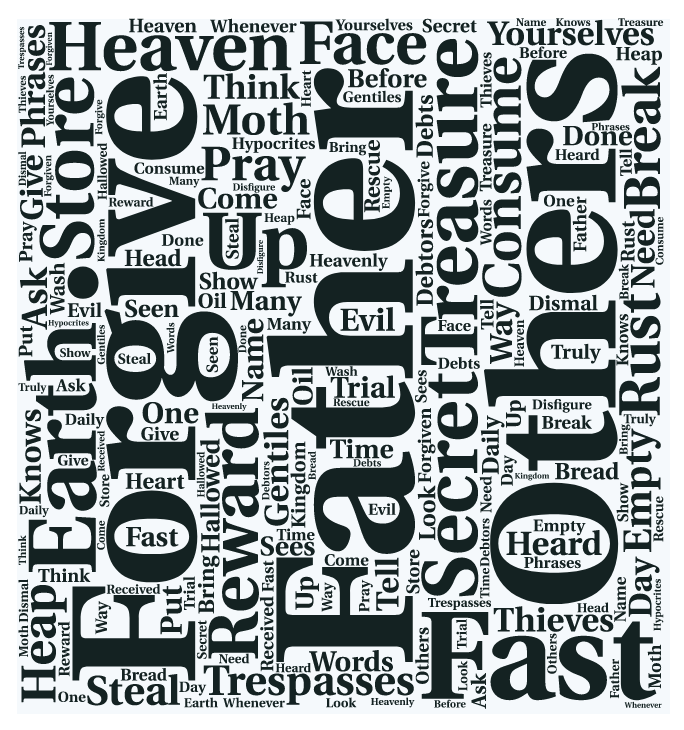 Heaven
Whenever
Yourselves
Secret
Name
Knows
Treasure
Trespasses
Forgiven
Phrases
Heaven
Face
Yourselves
Before
Heap
Think
Before
Gentiles
Heart
Earth
Moth
Hypocrites
Bring
Thieves
Yourselves
Store
Forgive
Debts
Treasure
Thieves
Consume
Others
Phrases
Done
Heard
Tell
Break
Pray
Rescue
Empty
Consume
Many
Reward
Disfigure
Come
Face
Heap
Hallowed
Dismal
Forgiven
Give
Forgive
Treasure
Words
One
Father
Pray
Kingdom
Done
Up
Steal
Disfigure
Head
Heavenly
Rust
Show
Oil
Many
Debtors
Rust
Need
Consume
Break
Ask
Wash
Evil
Seen
Hypocrites
Put
Show
Gentiles
Steal
Words
Seen
Done
Name
Many
Evil
Face
Tell
Way
Heaven
Dismal
Truly
Knows
Rust
Debts
Truly
Ask
Father
Wash
Trial
Rescue
Oil
Sees
Up
Disfigure
Break
Truly
Bring
Forgive
Heavenly
One
Give
Daily
Knows
Earth
Give
Received
Store
Heart
Hallowed
Reward
Gentiles
Debtors
Kingdom
Bread
Time
Debts
Look
Forgiven
Secret
Daily
Day
Need
Kingdom
Bread
Empty
Show
Rescue
Daily
Think
Come
Fast
Hallowed
Bring
Time
Sees
Evil
Come
Store
Debtors
Time
Empty
Heard
Phrases
Day
Think
Received
Way
Put
Trial
Fast
Received
Up
Way
Pray
Tell
Trespasses
Head
Name
Hypocrites
Moth
Dismal
Heap
Reward
Secret
Need
Heard
Words
Others
Trial
Look
Thieves
Fast
Others
Father
Moth
One
Bread
Steal
Day
Trespasses
Earth
Whenever
Look
Heavenly
Before
Ask
Whenever